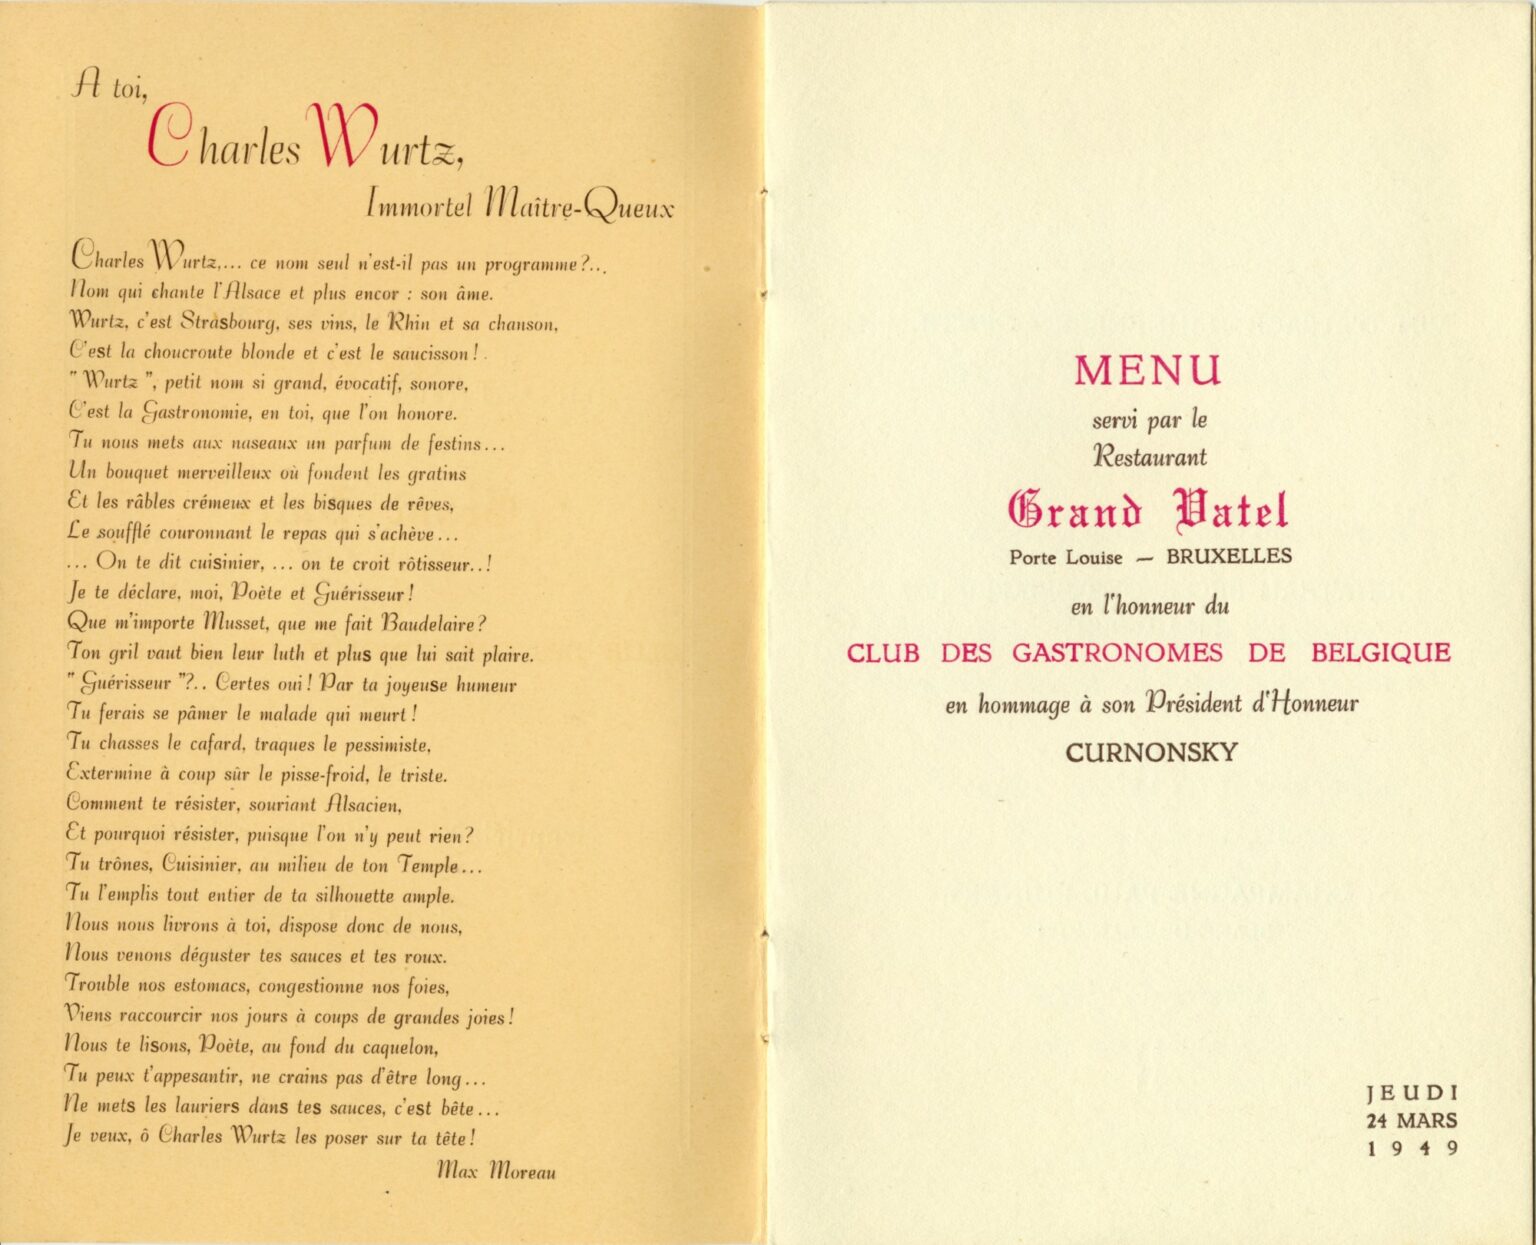 A toi,
Charles Wurtz,
Immortel Maître-Queux
Charles Wurtz,... ce nom seul n'est-il pas un programme?...
Nom qui chante l'Alsace et plus encor : son âme.
Wurtz, c'est Strasbourg, ses vins, le Rhin et sa chanson,
C'est la choucroute blonde et c'est le saucisson!
" Wurtz ", petit nom si grand, évocatif, sonore,
C'est la Gastronomie, en toi, que l'on honore.
Tu nous mets aux naseaux un parfum de festins...
Un bouquet merveilleux où fondent les gratins
Et les râbles crémeux et les bisques de rêves,
Le soufflé couronnant le repas qui s'achève...
... On te dit cuisinier, ... on te croit rôtisseur..!
Je te déclare, moi, Poète et Guérisseur!
Que m'importe Musset, que me fait Baudelaire?
Ton gril vaut bien leur luth et plus que lui sait plaire.
" Guérisseur "?.. Certes oui! Par ta joyeuse humeur
Tu ferais se pâmer le malade qui meurt!
Tu chasses le cafard, traques le pessimiste,
Extermine à coup sûr le pisse-froid, le triste.
Comment te résister, souriant Alsacien,
Et pourquoi résister, puisque l'on n'y peut rien?
Tu trônes, Cuisinier, au milieu de ton Temple...
Tu l'emplis tout entier de ta silhouette ample.
Nous nous livrons à toi, dispose donc de nous,
Nous venons déguster tes sauces et tes roux.
Trouble nos estomacs, congestionne nos foies,
Viens raccourcir nos jours à coups de grandes joies!
Nous te lisons, Poète, au fond du caquelon,
Tu peux t'appesantir, ne crains pas d'être long...
Ne mets les lauriers dans tes sauces, c'est bête...
Je veux, ô Charles Wurtz les poser sur ta tête!
Max Moreau
MENU
servi par le
Restaurant
Grand Vatel
Porte Louise — BRUXELLES
en l'honneur du
CLUB DES GASTRONOMES DE BELGIQUE
en hommage à son Président d'Honneur
CURNONSKY
JEUDI
24 MARS
1949